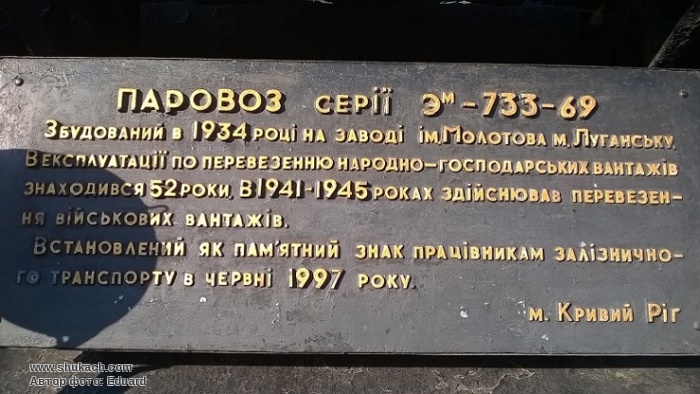 ПАРОВОЗ СЕРІЇ Эᴹ-733-69
ЗБУДОВАНИЙ В 1934 РОЦІ НА ЗАВОДІ ІМ.МОЛОТОВА М.ЛУГАНСЬКУ.
В ЕКСПЛУАТАЦІЇ ПО ПЕРЕВЕЗЕННЮ НАРОДНО-ГОСПОДАРСЬКИХ ВАНТАЖІВ
ЗНАХОДИВСЯ 52 РОКИ. В 1941-1945 РОКАХ ЗДІЙСНЮВАВ ПЕРЕВЕЗЕН-
НЯ ВІЙСЬКОВИХ ВАНТАЖІВ.
ВСТАНОВЛЕНИЙ ЯК ПАМ'ЯТНИЙ ЗНАК ПРАЦІВНИКАМ ЗАЛІЗНИЧНО-
ГО ТРАНСПОРТУ В ЧЕРВНІ 1997 РОКУ.
М. КРИВИЙ РІГ
www.shukach.com
Автор фото: Eduard